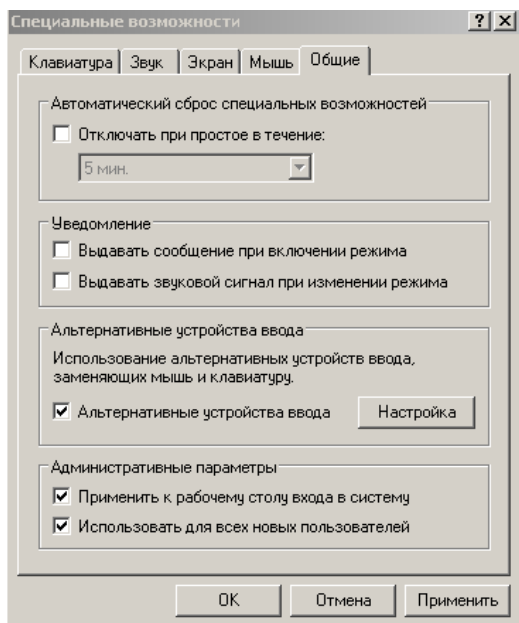 Специальные возможности
Клавиатура Звук Экран Мышь Общие
Автоматический сброс специальных возможностей
Отключать при простое в течение:
5 мин.
Уведомление
Выдавать сообщение при включении режима
Выдавать звуковой сигнал при изменении режима
Альтернативные устройства ввода
Использование альтернативных устройств ввода,
заменяющих мышь и клавиатуру.
Альтернативные устройства ввода Настройка
Административные параметры
Применить к рабочему столу входа в систему
Использовать для всех новых пользователей
OK Отмена Применить